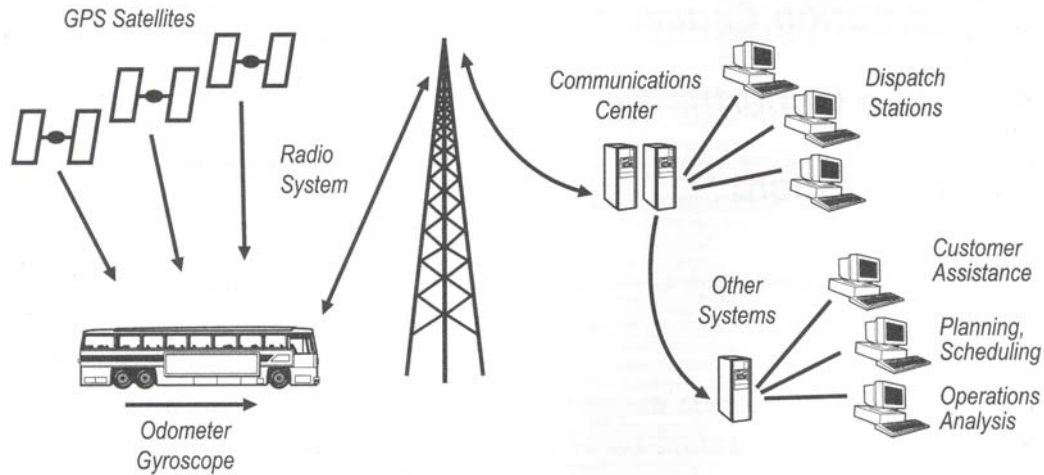 GPS Satellites
Radio
System
Communications
Center
Dispatch
Stations
Customer
Assistance
Other
Systems
Planning,
Scheduling
Operations
Analysis
Odometer
Gyroscope